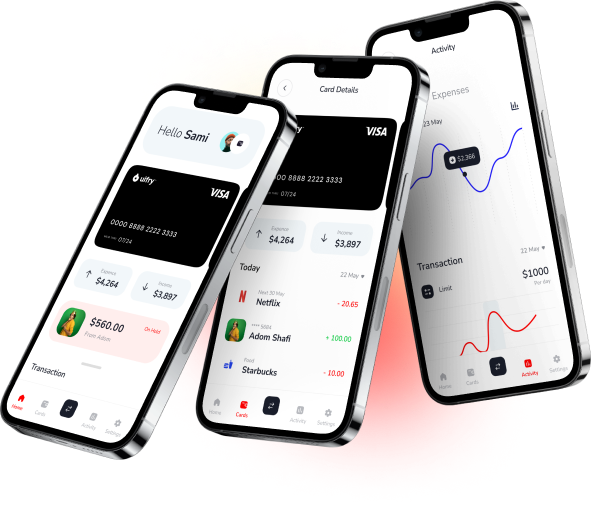 Hello Sami
uifry
VISA
0000 8888 2222 3333
07/24
Expense
$4,264
Income
$3,897
$560.00
From Adom
On Hold
Transaction
Home
Cards
Activity
Settings
Card Details
VISA
0000 8888 2222 3333
07/24
Expense
$4,264
Income
$3,897
Today
22 May
Next 30 May
Netflix
- 20.65
**** 5884
Adom Shafi
+ 100.00
Food
Starbucks
- 10.00
Home
Cards
Activity
Settings
Activity
Expenses
23 May
$2.366
Transaction
22 May
Limit
$1000
Per day
Home
Cards
Activity
Settings